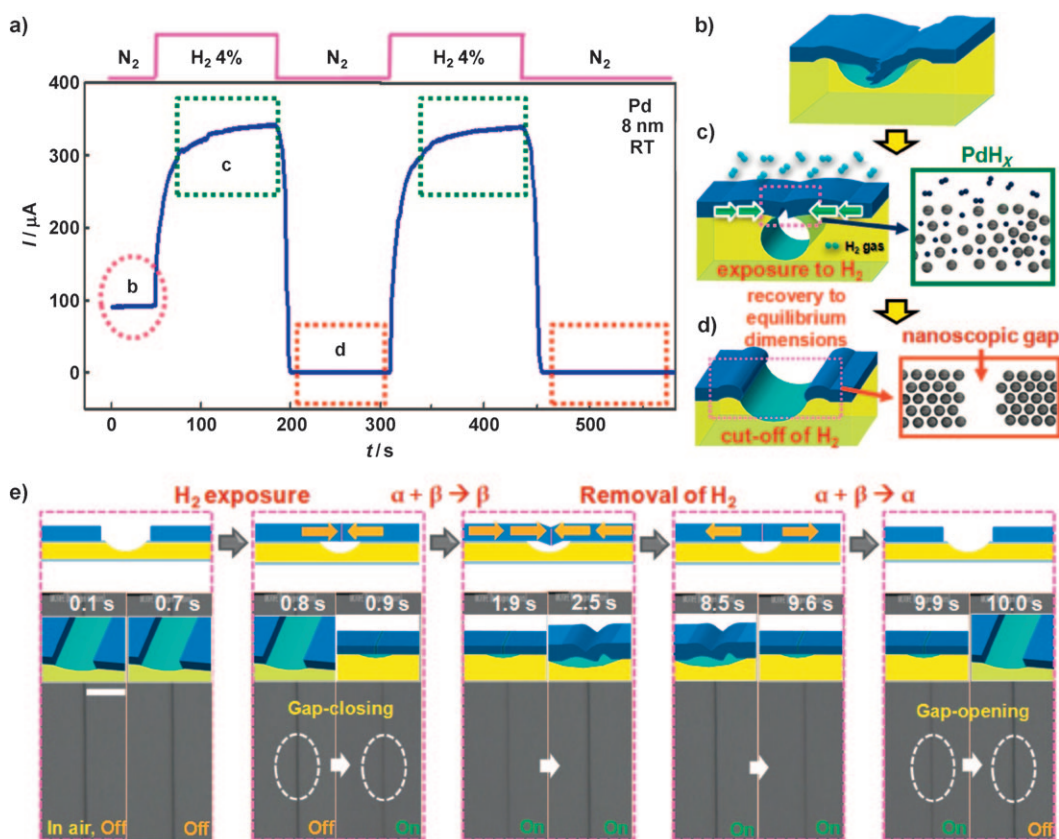 a)
N2
H2 4%
N2
H2 4%
N2
400
300
200
100
0
I / µA
Pd
8 nm
RT
b
c
d
0
100
200
300
400
500
t / s
b)
c)
PdHX
H2 gas
exposure to H2
recovery to
equilibrium
dimensions
d)
nanoscopic gap
cut-off of H2
e)
H2 exposure
α + β → β
Removal of H2
α + β → α
0.1 s
0.7 s
0.8 s
0.9 s
1.9 s
2.5 s
8.5 s
9.6 s
9.9 s
10.0 s
Gap-closing
Gap-opening
In air, Off
Off
Off
On
On
On
On
On
On
Off